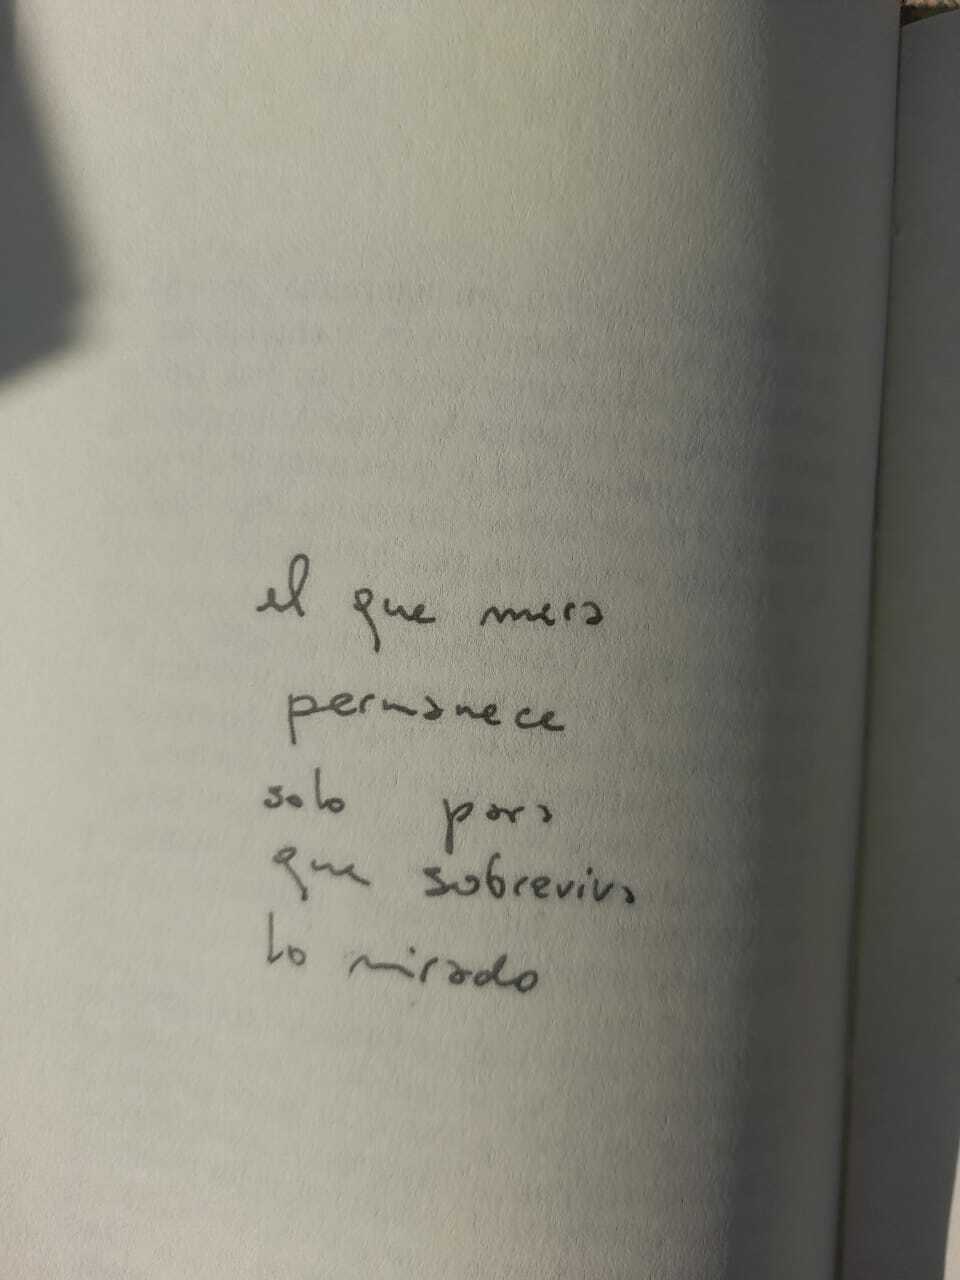 el que mira
permanece
solo para
que sobreviva
lo mirado